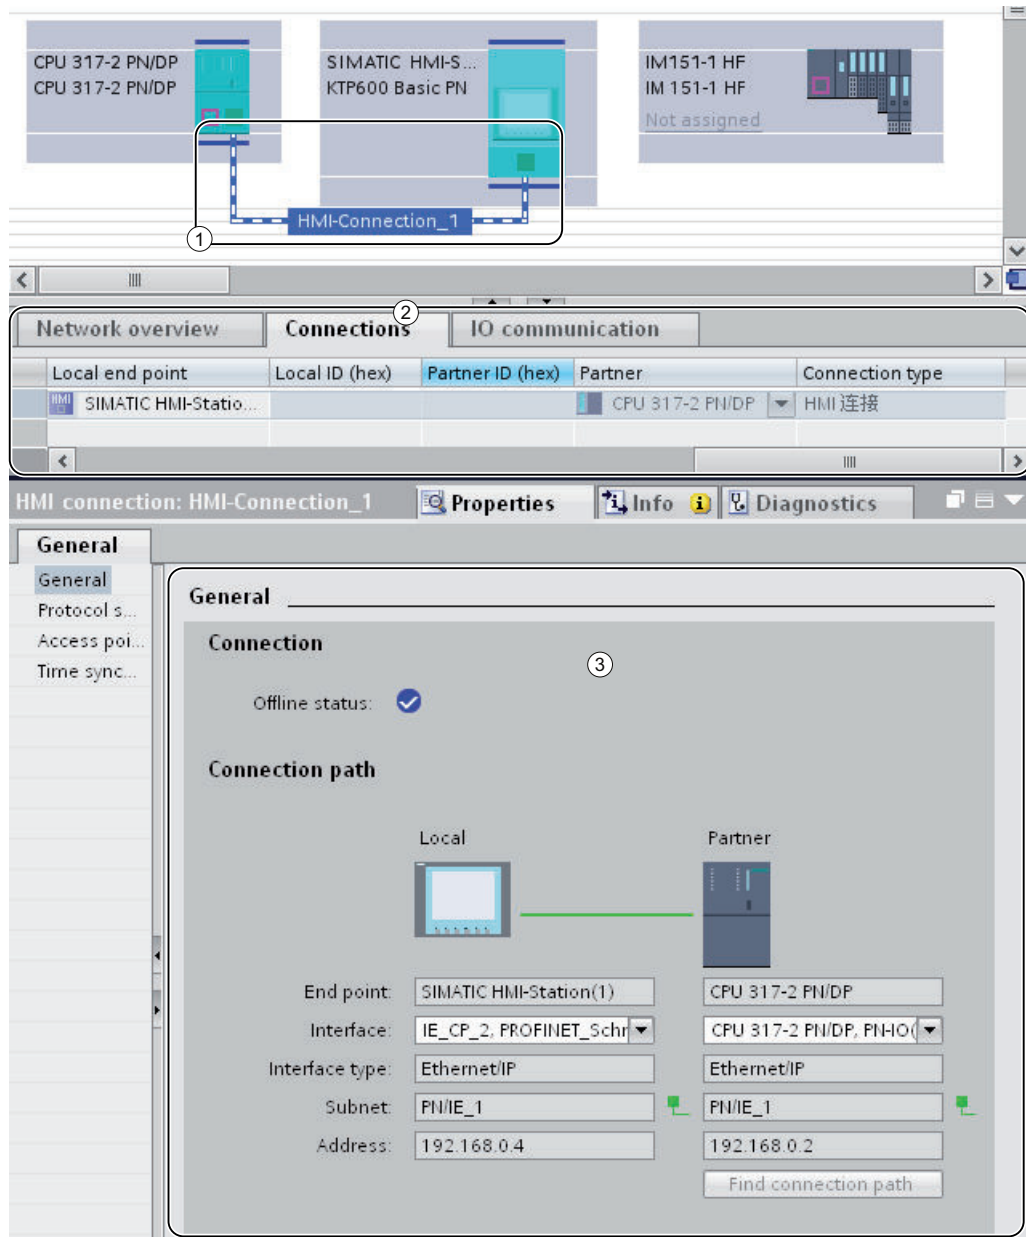 CPU 317-2 PN/DP
CPU 317-2 PN/DP
SIMATIC HMI-S...
KTP600 Basic PN
IM151-1 HF
IM 151-1 HF
Not assigned
HMI-Connection_1
1
2
Network overview Connections IO communication
Local end point Local ID (hex) Partner ID (hex) Partner Connection type
HMI SIMATIC HMI-Statio... CPU 317-2 PN/DP HMI 连接
HMI connection: HMI-Connection_1 Properties Info Diagnostics
General
General
Protocol s...
Access poi...
Time sync...
General
Connection
3
Offline status:
Connection path
Local Partner
End point: SIMATIC HMI-Station(1) CPU 317-2 PN/DP
Interface: IE_CP_2, PROFINET_Schr CPU 317-2 PN/DP, PN-IO(
Interface type: Ethernet/IP Ethernet/IP
Subnet: PN/IE_1 PN/IE_1
Address: 192.168.0.4 192.168.0.2
Find connection path